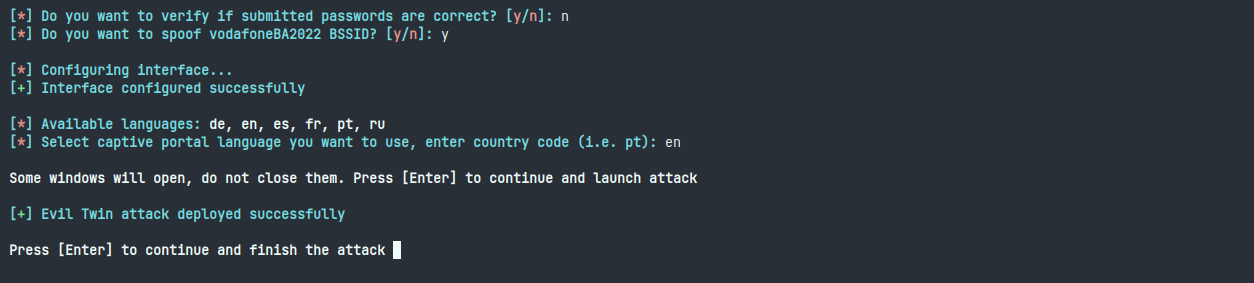 [*] Do you want to verify if submitted passwords are correct? [y/n]: n
[*] Do you want to spoof vodafoneBA2022 BSSID? [y/n]: y
[*] Configuring interface...
[+] Interface configured successfully
[*] Available languages: de, en, es, fr, pt, ru
[*] Select captive portal language you want to use, enter country code (i.e. pt): en
Some windows will open, do not close them. Press [Enter] to continue and launch attack
[+] Evil Twin attack deployed successfully
Press [Enter] to continue and finish the attack